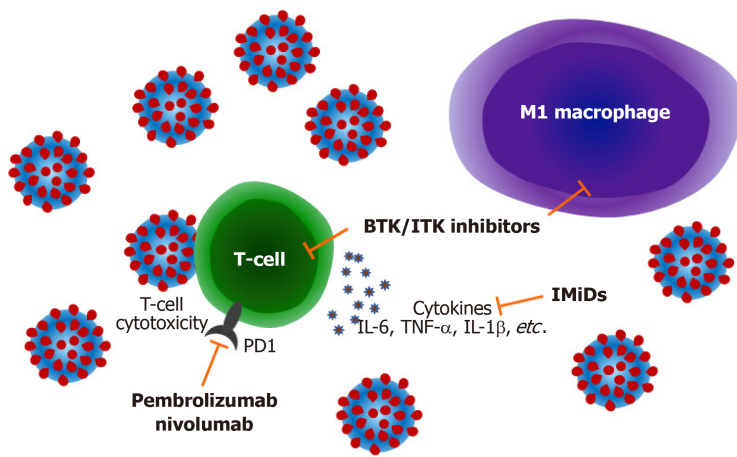 M1 macrophage
BTK/ITK inhibitors
T-cell
T-cell
cytotoxicity
PD1
Cytokines
IL-6, TNF-α, IL-1β, etc.
IMiDs
Pembrolizumab
nivolumab